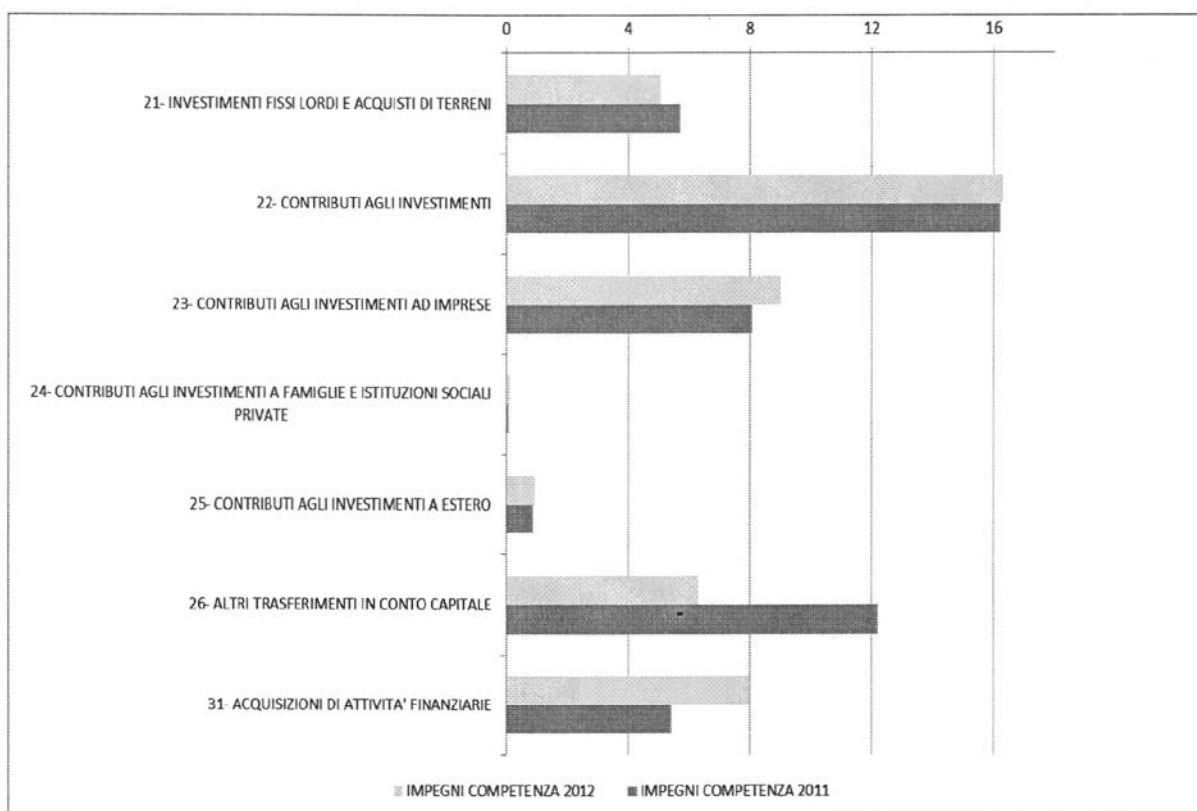 0 4 8 12 16
21- INVESTIMENTI FISSI LORDI E ACQUISTI DI TERRENI
22- CONTRIBUTI AGLI INVESTIMENTI
23- CONTRIBUTI AGLI INVESTIMENTI AD IMPRESE
24- CONTRIBUTI AGLI INVESTIMENTI A FAMIGLIE E ISTITUZIONI SOCIALI
PRIVATE
25- CONTRIBUTI AGLI INVESTIMENTI A ESTERO
26- ALTRI TRASFERIMENTI IN CONTO CAPITALE
31- ACQUISIZIONI DI ATTIVITA' FINANZIARIE
IMPEGNI COMPETENZA 2012 IMPEGNI COMPETENZA 2011